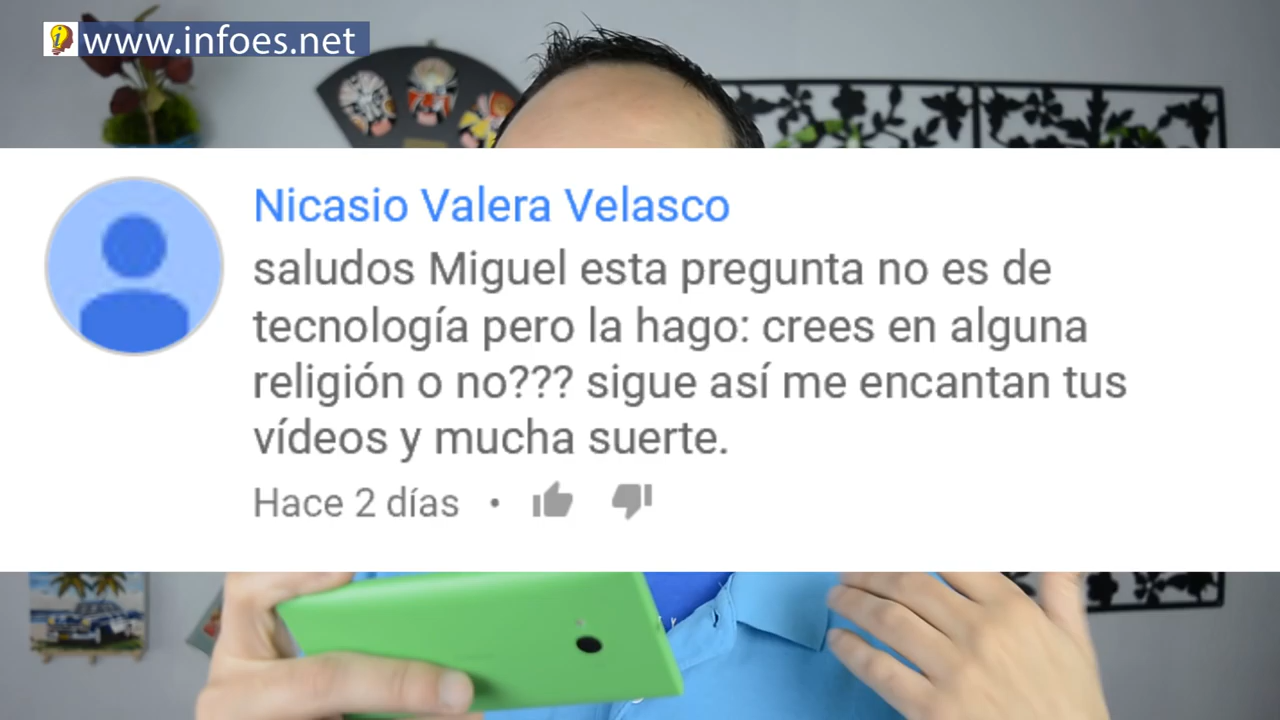 www.infoes.net
Nicasio Valera Velasco
saludos Miguel esta pregunta no es de
tecnología pero la hago: crees en alguna
religión o no??? sigue así me encantan tus
vídeos y mucha suerte.
Hace 2 días •